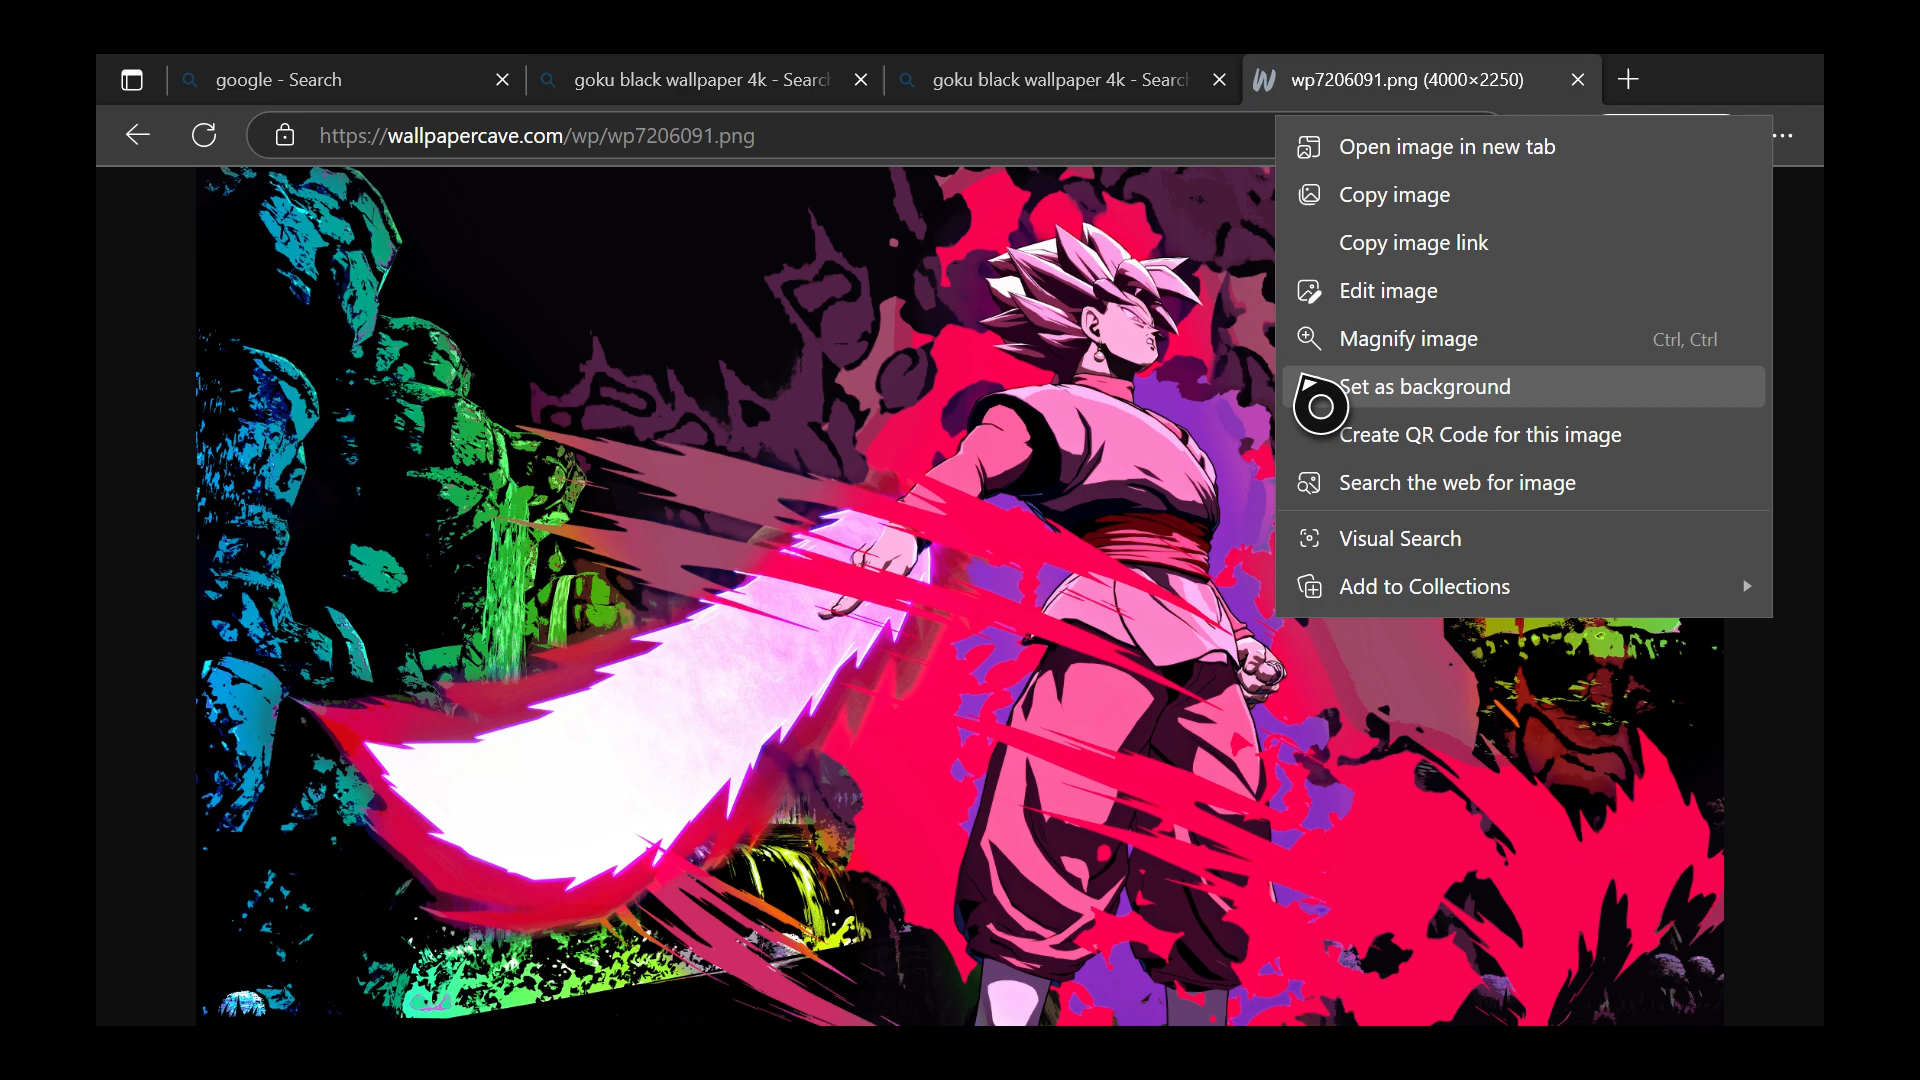 google - Search
goku black wallpaper 4k - Search
goku black wallpaper 4k - Search
wp7206091.png (4000×2250)
https://wallpapercave.com/wp/wp7206091.png
Open image in new tab
Copy image
Copy image link
Edit image
Magnify image Ctrl, Ctrl
Set as background
Create QR Code for this image
Search the web for image
Visual Search
Add to Collections